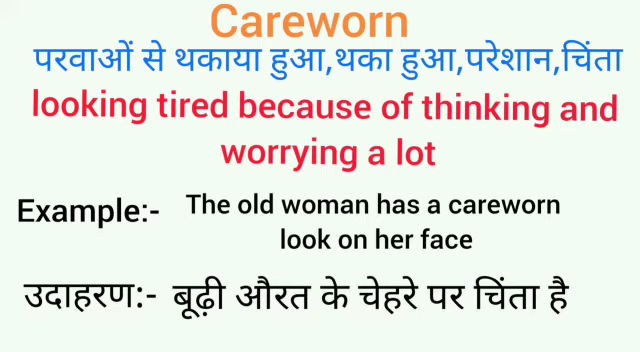 Careworn
परवाओं से थकाया हुआ,थका हुआ,परेशान,चिंता
looking tired because of thinking and
worrying a lot
Example:- The old woman has a careworn
look on her face
उदाहरण:- बूढ़ी औरत के चेहरे पर चिंता है